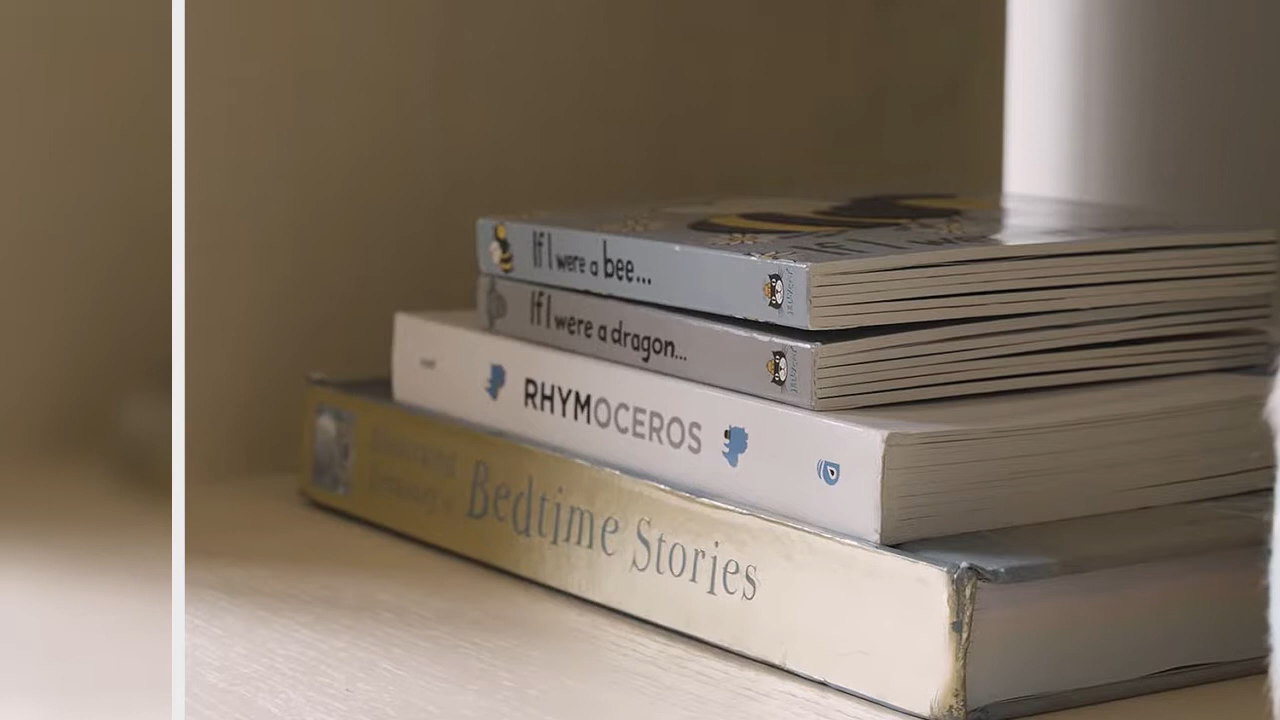 If I were a bee...
If I were a dragon...
RHYMOCEROS
Bedtime Stories